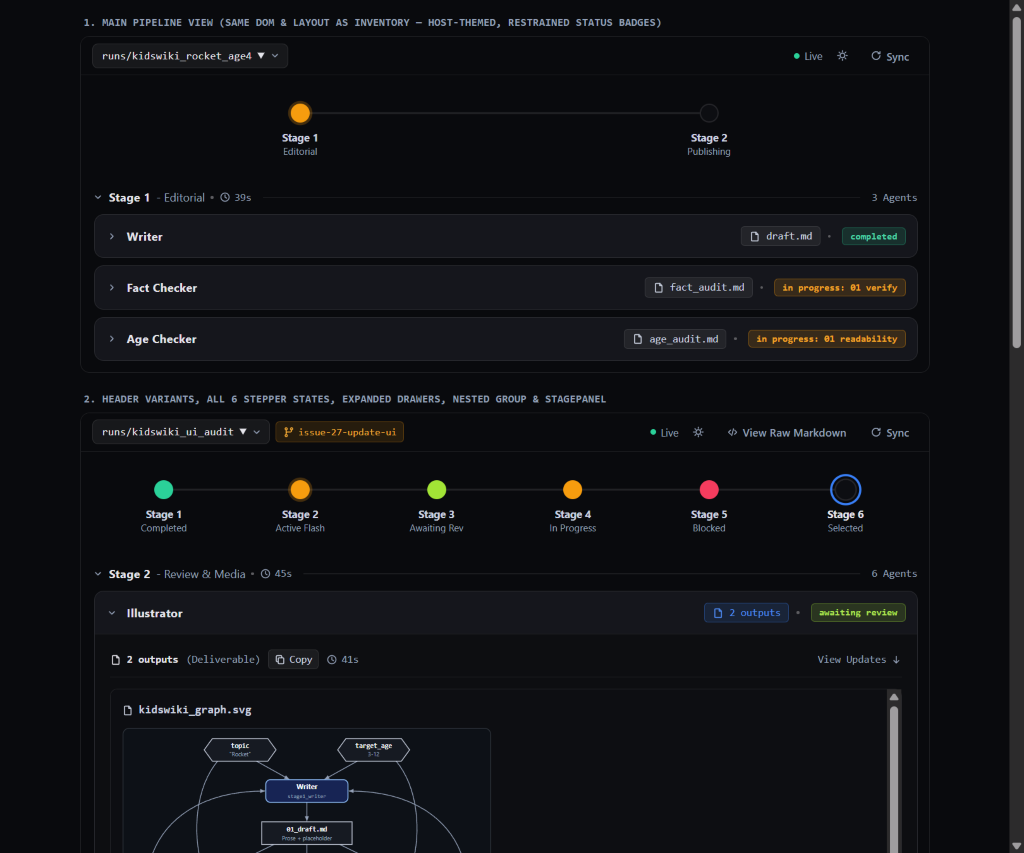 1. MAIN PIPELINE VIEW (SAME DOM & LAYOUT AS INVENTORY — HOST-THEMED, RESTRAINED STATUS BADGES)
runs/kidswiki_rocket_age4 ▼
Live
Sync
Stage 1
Editorial
Stage 2
Publishing
Stage 1 - Editorial • 39s
3 Agents
Writer
draft.md • completed
Fact Checker
fact_audit.md • in progress: 01 verify
Age Checker
age_audit.md • in progress: 01 readability
2. HEADER VARIANTS, ALL 6 STEPPER STATES, EXPANDED DRAWERS, NESTED GROUP & STAGEPANEL
runs/kidswiki_ui_audit ▼
issue-27-update-ui
Live
</> View Raw Markdown
Sync
Stage 1
Completed
Stage 2
Active Flash
Stage 3
Awaiting Rev
Stage 4
In Progress
Stage 5
Blocked
Stage 6
Selected
Stage 2 - Review & Media • 45s
6 Agents
Illustrator
2 outputs • awaiting review
2 outputs (Deliverable) Copy 41s
View Updates ↓
kidswiki_graph.svg
topic
"Rocket"
target_age
3-12
Writer
stage1_writer
01_draft.md
Prose + placeholder